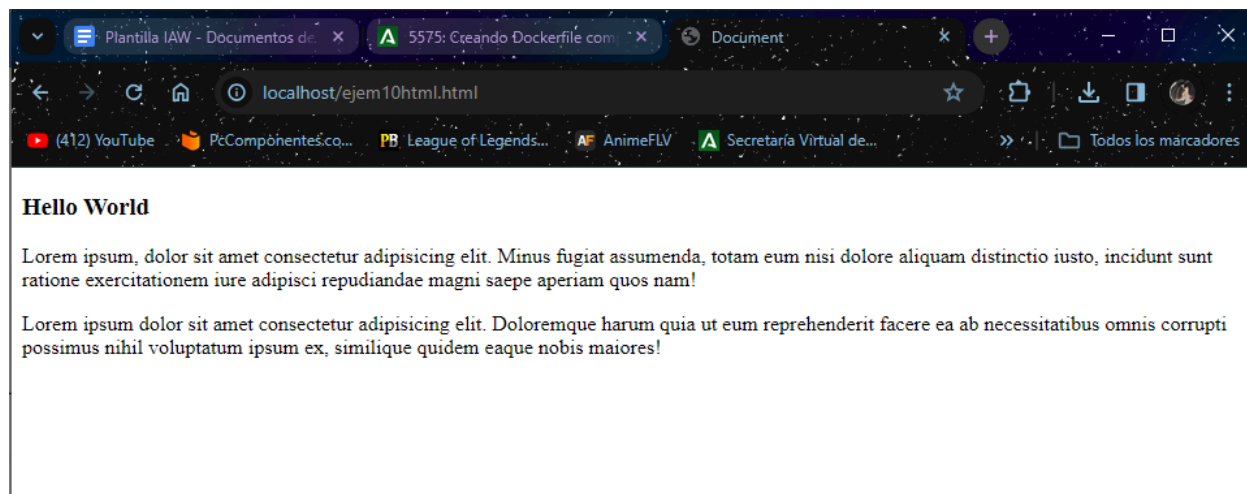 Plantilla IAW - Documentos de
5575: Creando Dockerfile com
Document
localhost/ejem10html.html
(412) YouTube
PcComponentes.co...
PB League of Legends...
AF AnimeFLV
Secretaría Virtual de...
Todos los marcadores
Hello World
Lorem ipsum, dolor sit amet consectetur adipisicing elit. Minus fugiat assumenda, totam eum nisi dolore aliquam distinctio iusto, incidunt sunt
ratione exercitationem iure adipisci repudiandae magni saepe aperiam quos nam!
Lorem ipsum dolor sit amet consectetur adipisicing elit. Doloremque harum quia ut eum reprehenderit facere ea ab necessitatibus omnis corrupti
possimus nihil voluptatum ipsum ex, similique quidem eaque nobis maiores!